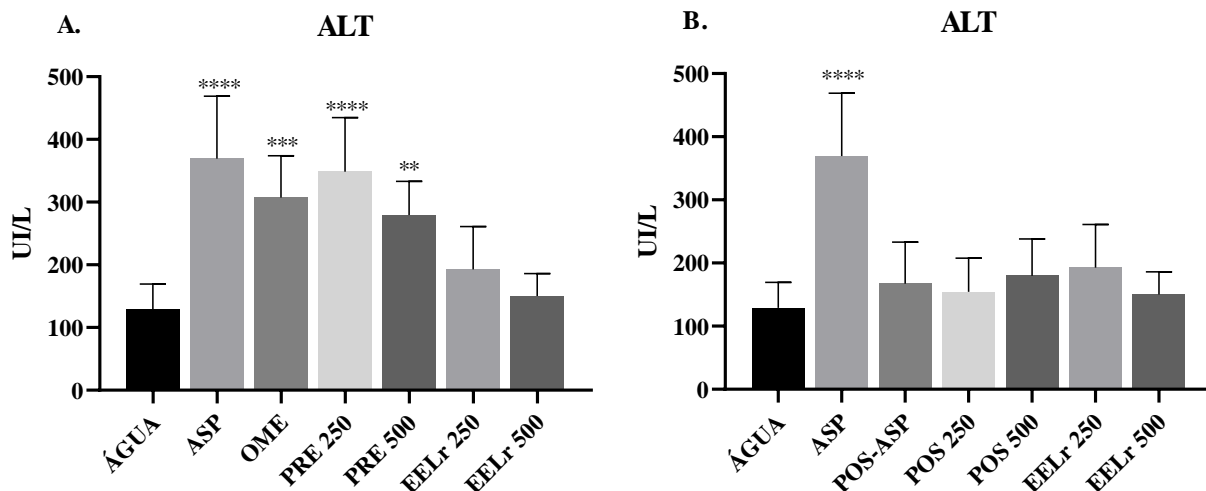 A.
ALT
UI/L
500
400
300
200
100
0
****
***
****
**
ÁGUA
ASP
OME
PRE 250
PRE 500
EELr 250
EELr 500
B.
ALT
UI/L
500
400
300
200
100
0
****
ÁGUA
ASP
POS-ASP
POS 250
POS 500
EELr 250
EELr 500